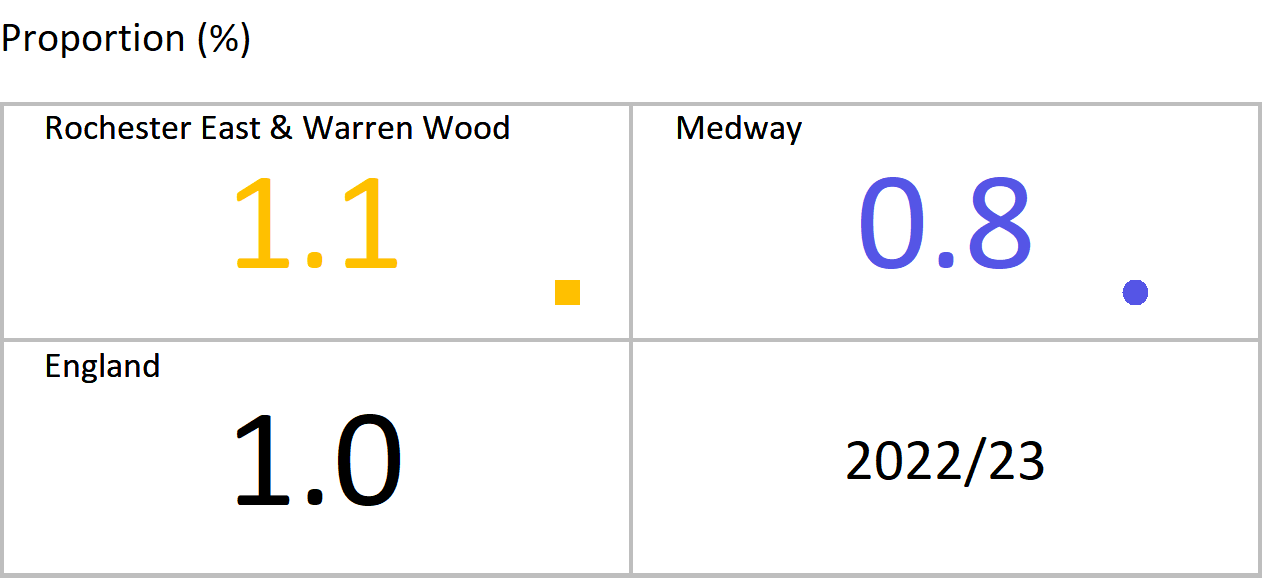 Proportion (%)
Rochester East & Warren Wood
1.1
Medway
0.8
England
1.0
2022/23